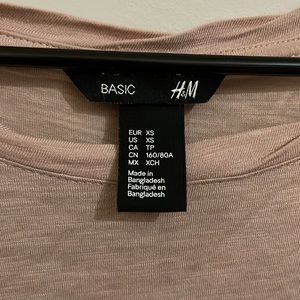 BASIC H&M
EUR XS
US XS
CA TP
CN 160/80A
MX XCH
Made in
Bangladesh
Fabriqué en
Bangladesh